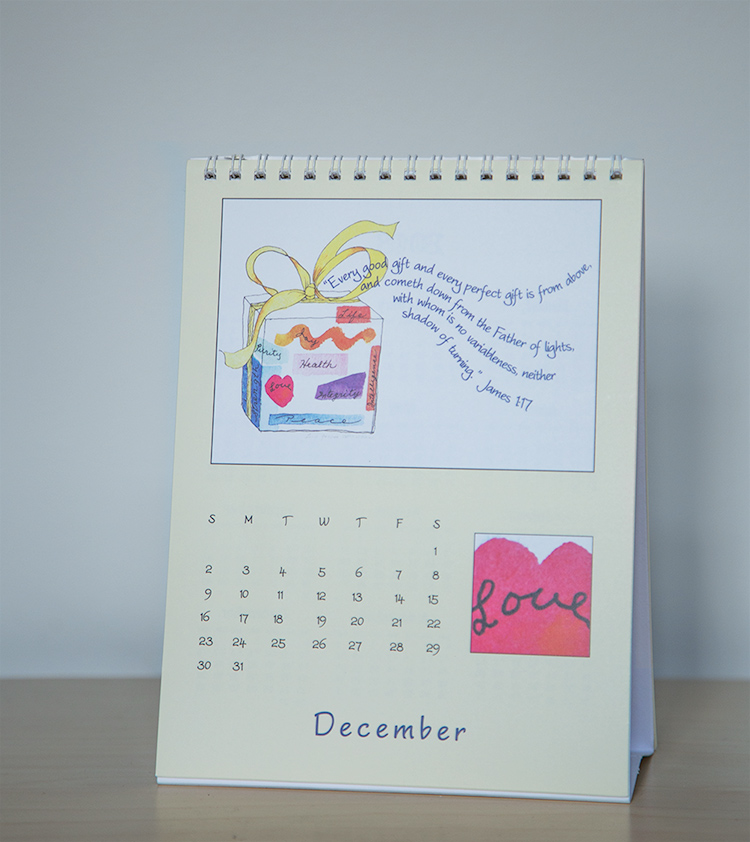 "Every good gift and every perfect gift is from above,
and cometh down from the Father of lights,
with whom is no variableness, neither
shadow of turning." James 1:17
Life
Joy
Purity
Health
Love
Integrity
Intelligence
Peace
S M T W T F S
1
2 3 4 5 6 7 8
9 10 11 12 13 14 15
16 17 18 19 20 21 22
23 24 25 26 27 28 29
30 31
Love
December